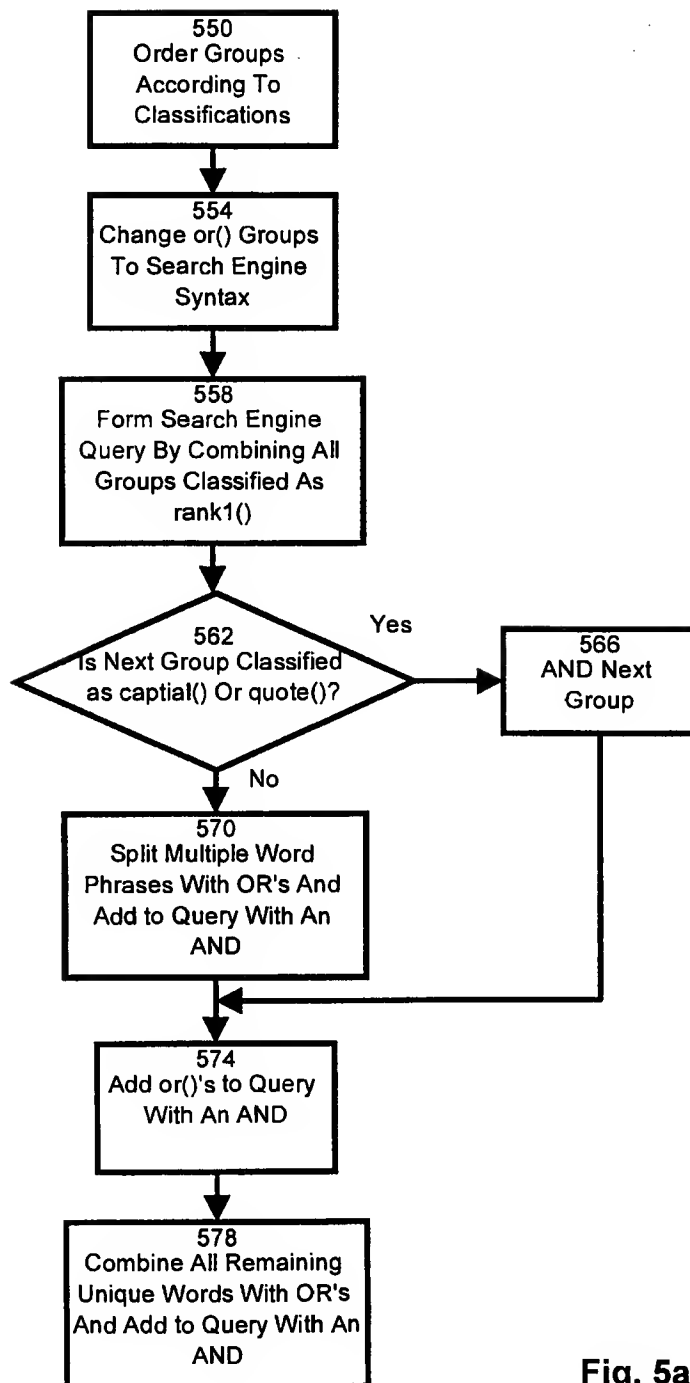 550
Order Groups
According To
Classifications
554
Change or() Groups
To Search Engine
Syntax
558
Form Search Engine
Query By Combining All
Groups Classified As
rank1()
562
Is Next Group Classified
as captial() Or quote()?
Yes
566
AND Next
Group
No
570
Split Multiple Word
Phrases With OR's And
Add to Query With An
AND
574
Add or()'s to Query
With An AND
578
Combine All Remaining
Unique Words With OR's
And Add to Query With An
AND
Fig. 5a